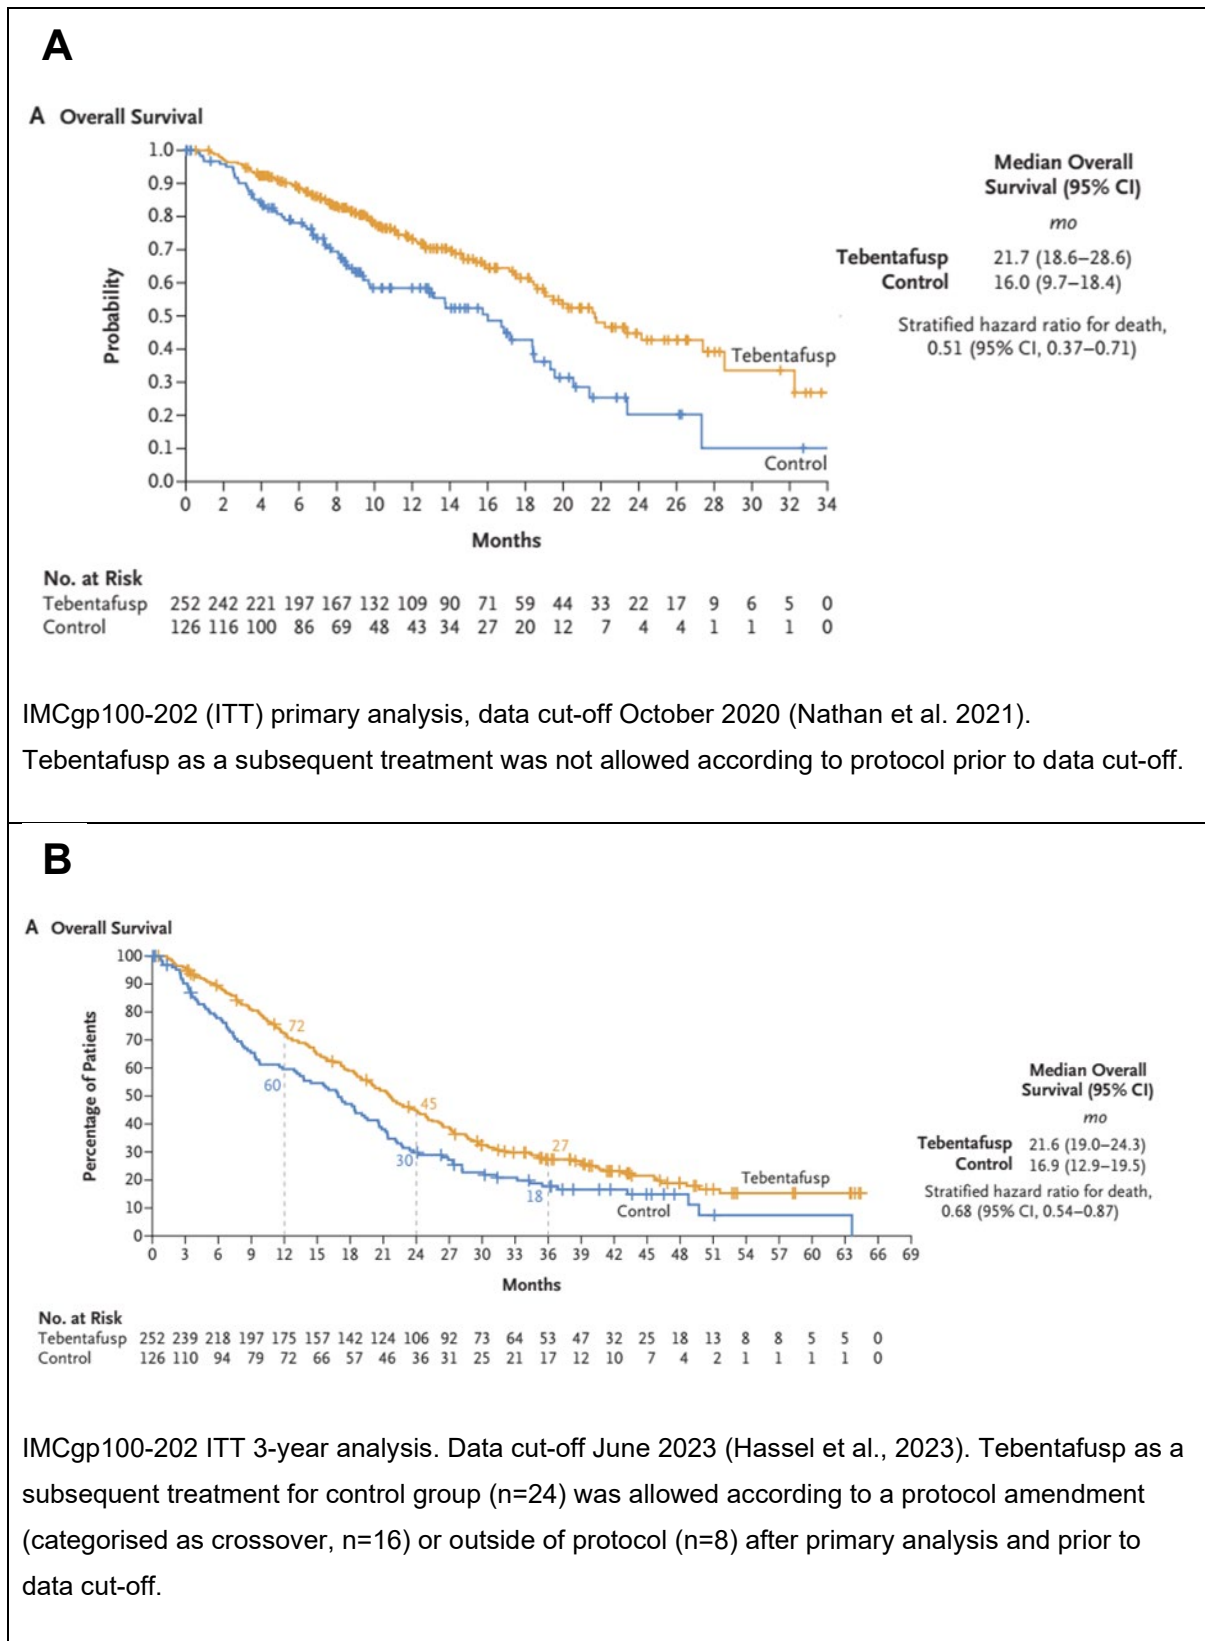 A
A Overall Survival
1.0
0.9
0.8
0.7
0.6
0.5
0.4
0.3
0.2
0.1
0.0
Probability
0 2 4 6 8 10 12 14 16 18 20 22 24 26 28 30 32 34
Months
Tebentafusp
Control
Median Overall
Survival (95% CI)
mo
Tebentafusp 21.7 (18.6–28.6)
Control 16.0 (9.7–18.4)
Stratified hazard ratio for death,
0.51 (95% CI, 0.37–0.71)
No. at Risk
Tebentafusp 252 242 221 197 167 132 109 90 71 59 44 33 22 17 9 6 5 0
Control 126 116 100 86 69 48 43 34 27 20 12 7 4 4 1 1 1 0
IMCgp100-202 (ITT) primary analysis, data cut-off October 2020 (Nathan et al. 2021).
Tebentafusp as a subsequent treatment was not allowed according to protocol prior to data cut-off.
B
A Overall Survival
100
90
80
70
60
50
40
30
20
10
0
Percentage of Patients
72
60
45
30
27
18
Tebentafusp
Control
0 3 6 9 12 15 18 21 24 27 30 33 36 39 42 45 48 51 54 57 60 63 66 69
Months
Median Overall
Survival (95% CI)
mo
Tebentafusp 21.6 (19.0–24.3)
Control 16.9 (12.9–19.5)
Stratified hazard ratio for death,
0.68 (95% CI, 0.54–0.87)
No. at Risk
Tebentafusp 252 239 218 197 175 157 142 124 106 92 73 64 53 47 32 25 18 13 8 8 5 5 0
Control 126 110 94 79 72 66 57 46 36 31 25 21 17 12 10 7 4 2 1 1 1 1 0
IMCgp100-202 ITT 3-year analysis. Data cut-off June 2023 (Hassel et al., 2023). Tebentafusp as a
subsequent treatment for control group (n=24) was allowed according to a protocol amendment
(categorised as crossover, n=16) or outside of protocol (n=8) after primary analysis and prior to
data cut-off.